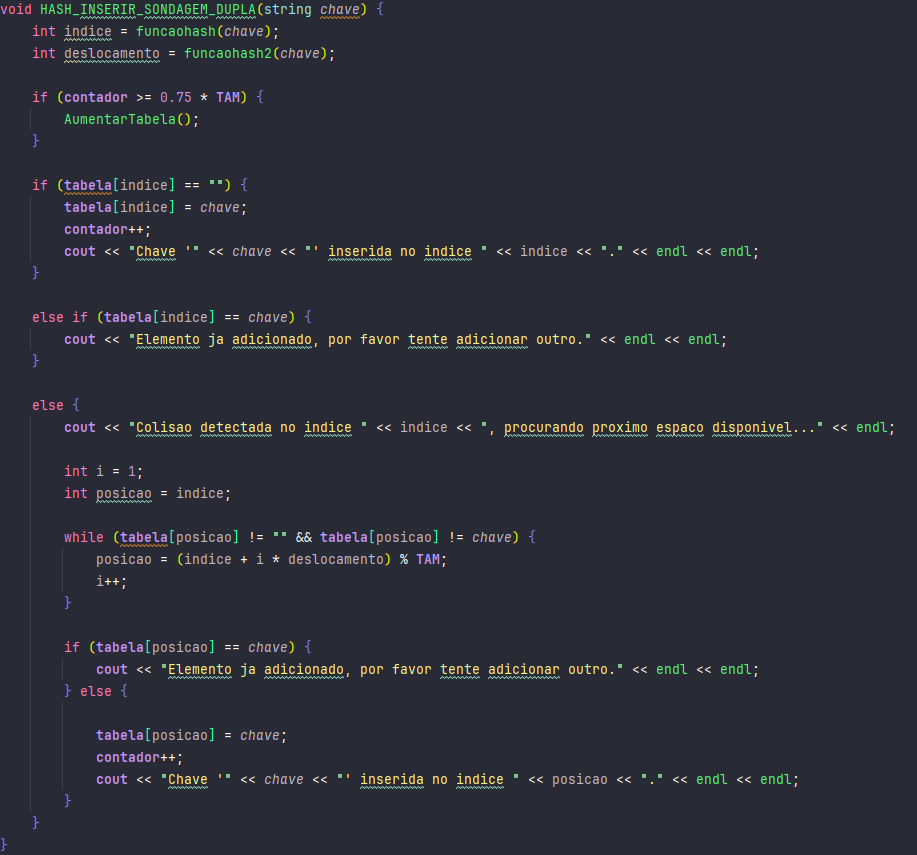 void HASH_INSERIR_SONDAGEM_DUPLA(string chave) {
    int indice = funcaohash(chave);
    int deslocamento = funcaohash2(chave);

    if (contador >= 0.75 * TAM) {
        AumentarTabela();
    }

    if (tabela[indice] == "") {
        tabela[indice] = chave;
        contador++;
        cout << "Chave '" << chave << "' inserida no indice " << indice << "." << endl << endl;
    }

    else if (tabela[indice] == chave) {
        cout << "Elemento ja adicionado, por favor tente adicionar outro." << endl << endl;
    }

    else {
        cout << "Colisao detectada no indice " << indice << ", procurando proximo espaco disponivel..." << endl;

        int i = 1;
        int posicao = indice;

        while (tabela[posicao] != "" && tabela[posicao] != chave) {
            posicao = (indice + i * deslocamento) % TAM;
            i++;
        }

        if (tabela[posicao] == chave) {
            cout << "Elemento ja adicionado, por favor tente adicionar outro." << endl << endl;
        } else {

            tabela[posicao] = chave;
            contador++;
            cout << "Chave '" << chave << "' inserida no indice " << posicao << "." << endl << endl;
        }
    }
}